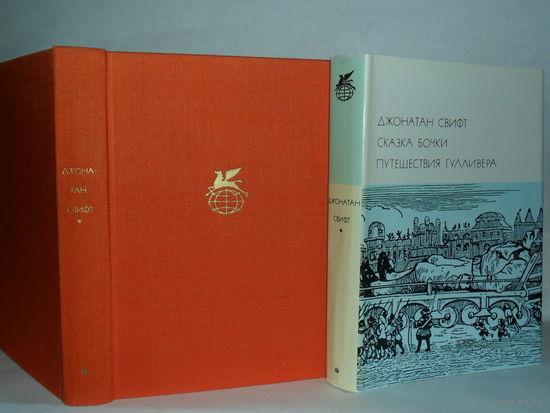 ДЖОНА-
ТАН
СВИФТ
ДЖОНАТАН
СВИФТ
ДЖОНАТАН СВИФТ
СКАЗКА БОЧКИ
ПУТЕШЕСТВИЯ ГУЛЛИВЕРА